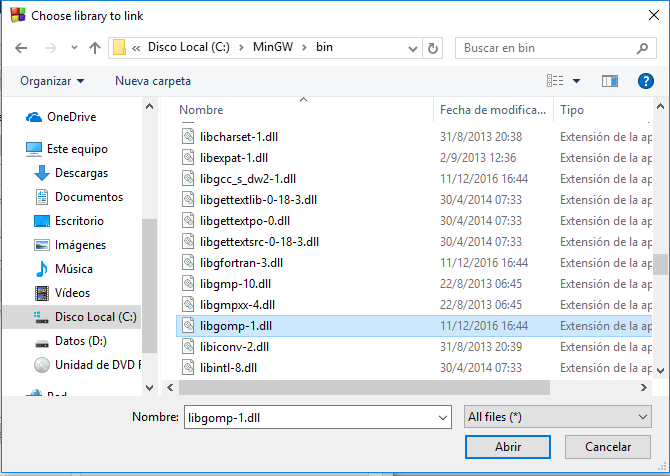 Choose library to link
« Disco Local (C:) > MinGW > bin
Buscar en bin
Organizar
Nueva carpeta
OneDrive
Este equipo
Descargas
Documentos
Escritorio
Imágenes
Música
Vídeos
Disco Local (C:)
Datos (D:)
Unidad de DVD F
Nombre Fecha de modifica... Tipo
libcharset-1.dll 31/8/2013 20:38 Extensión de la ap
libexpat-1.dll 2/9/2013 12:36 Extensión de la ap
libgcc_s_dw2-1.dll 11/12/2016 16:44 Extensión de la ap
libgettextlib-0-18-3.dll 30/4/2014 07:33 Extensión de la ap
libgettextpo-0.dll 30/4/2014 07:33 Extensión de la ap
libgettextsrc-0-18-3.dll 30/4/2014 07:33 Extensión de la ap
libgfortran-3.dll 11/12/2016 16:44 Extensión de la ap
libgmp-10.dll 22/8/2013 06:45 Extensión de la ap
libgmpxx-4.dll 22/8/2013 06:45 Extensión de la ap
libgomp-1.dll 11/12/2016 16:44 Extensión de la ap
libiconv-2.dll 31/8/2013 20:39 Extensión de la ap
libintl-8.dll 30/4/2014 07:33 Extensión de la ap
Nombre: libgomp-1.dll
All files (*)
Abrir
Cancelar